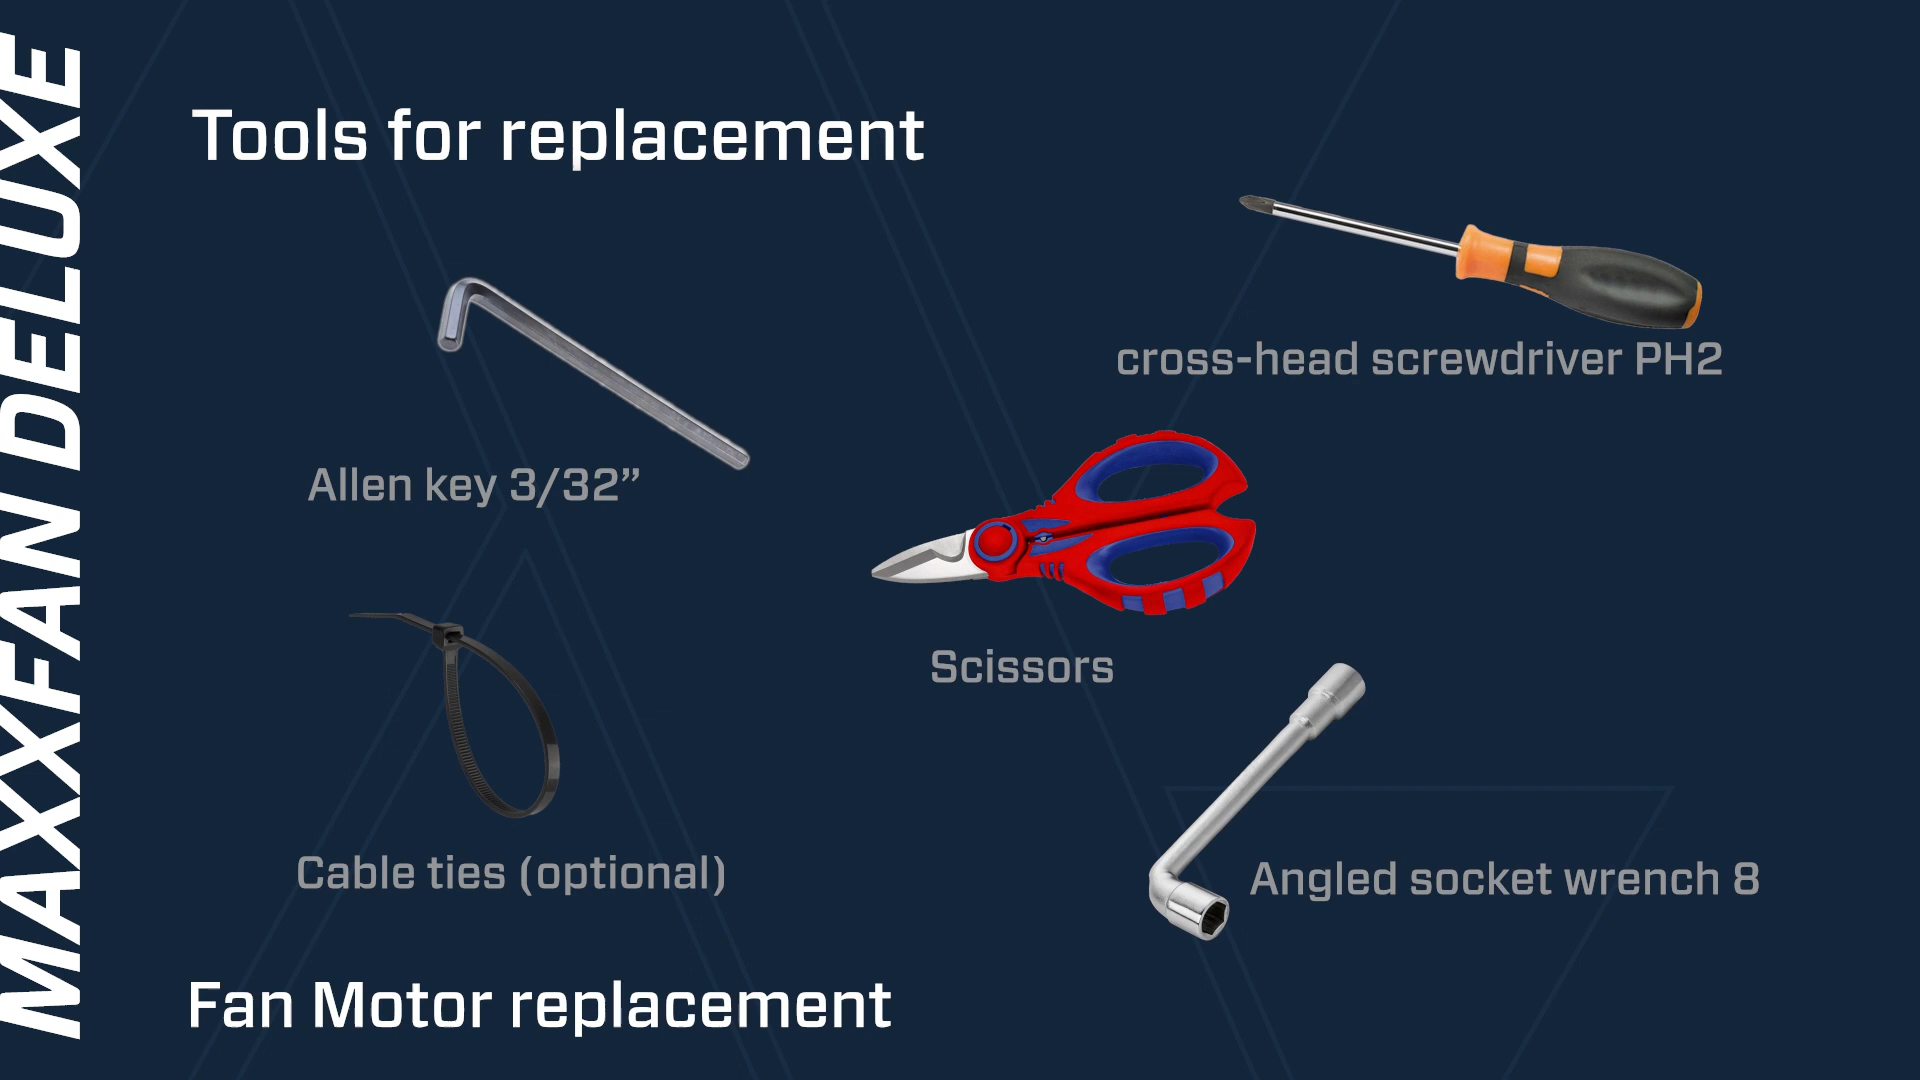 MAXXFAN DELUXE
Tools for replacement
cross-head screwdriver PH2
Allen key 3/32”
Scissors
Cable ties (optional)
Angled socket wrench 8
Fan Motor replacement